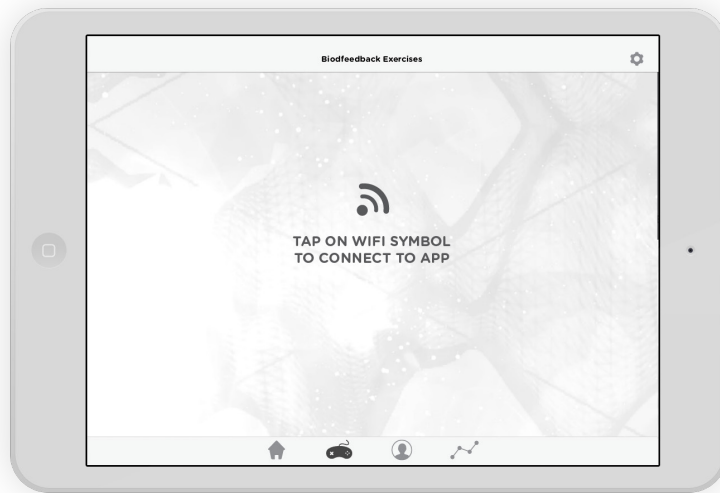 Biodfeedback Exercises
TAP ON WIFI SYMBOL
TO CONNECT TO APP